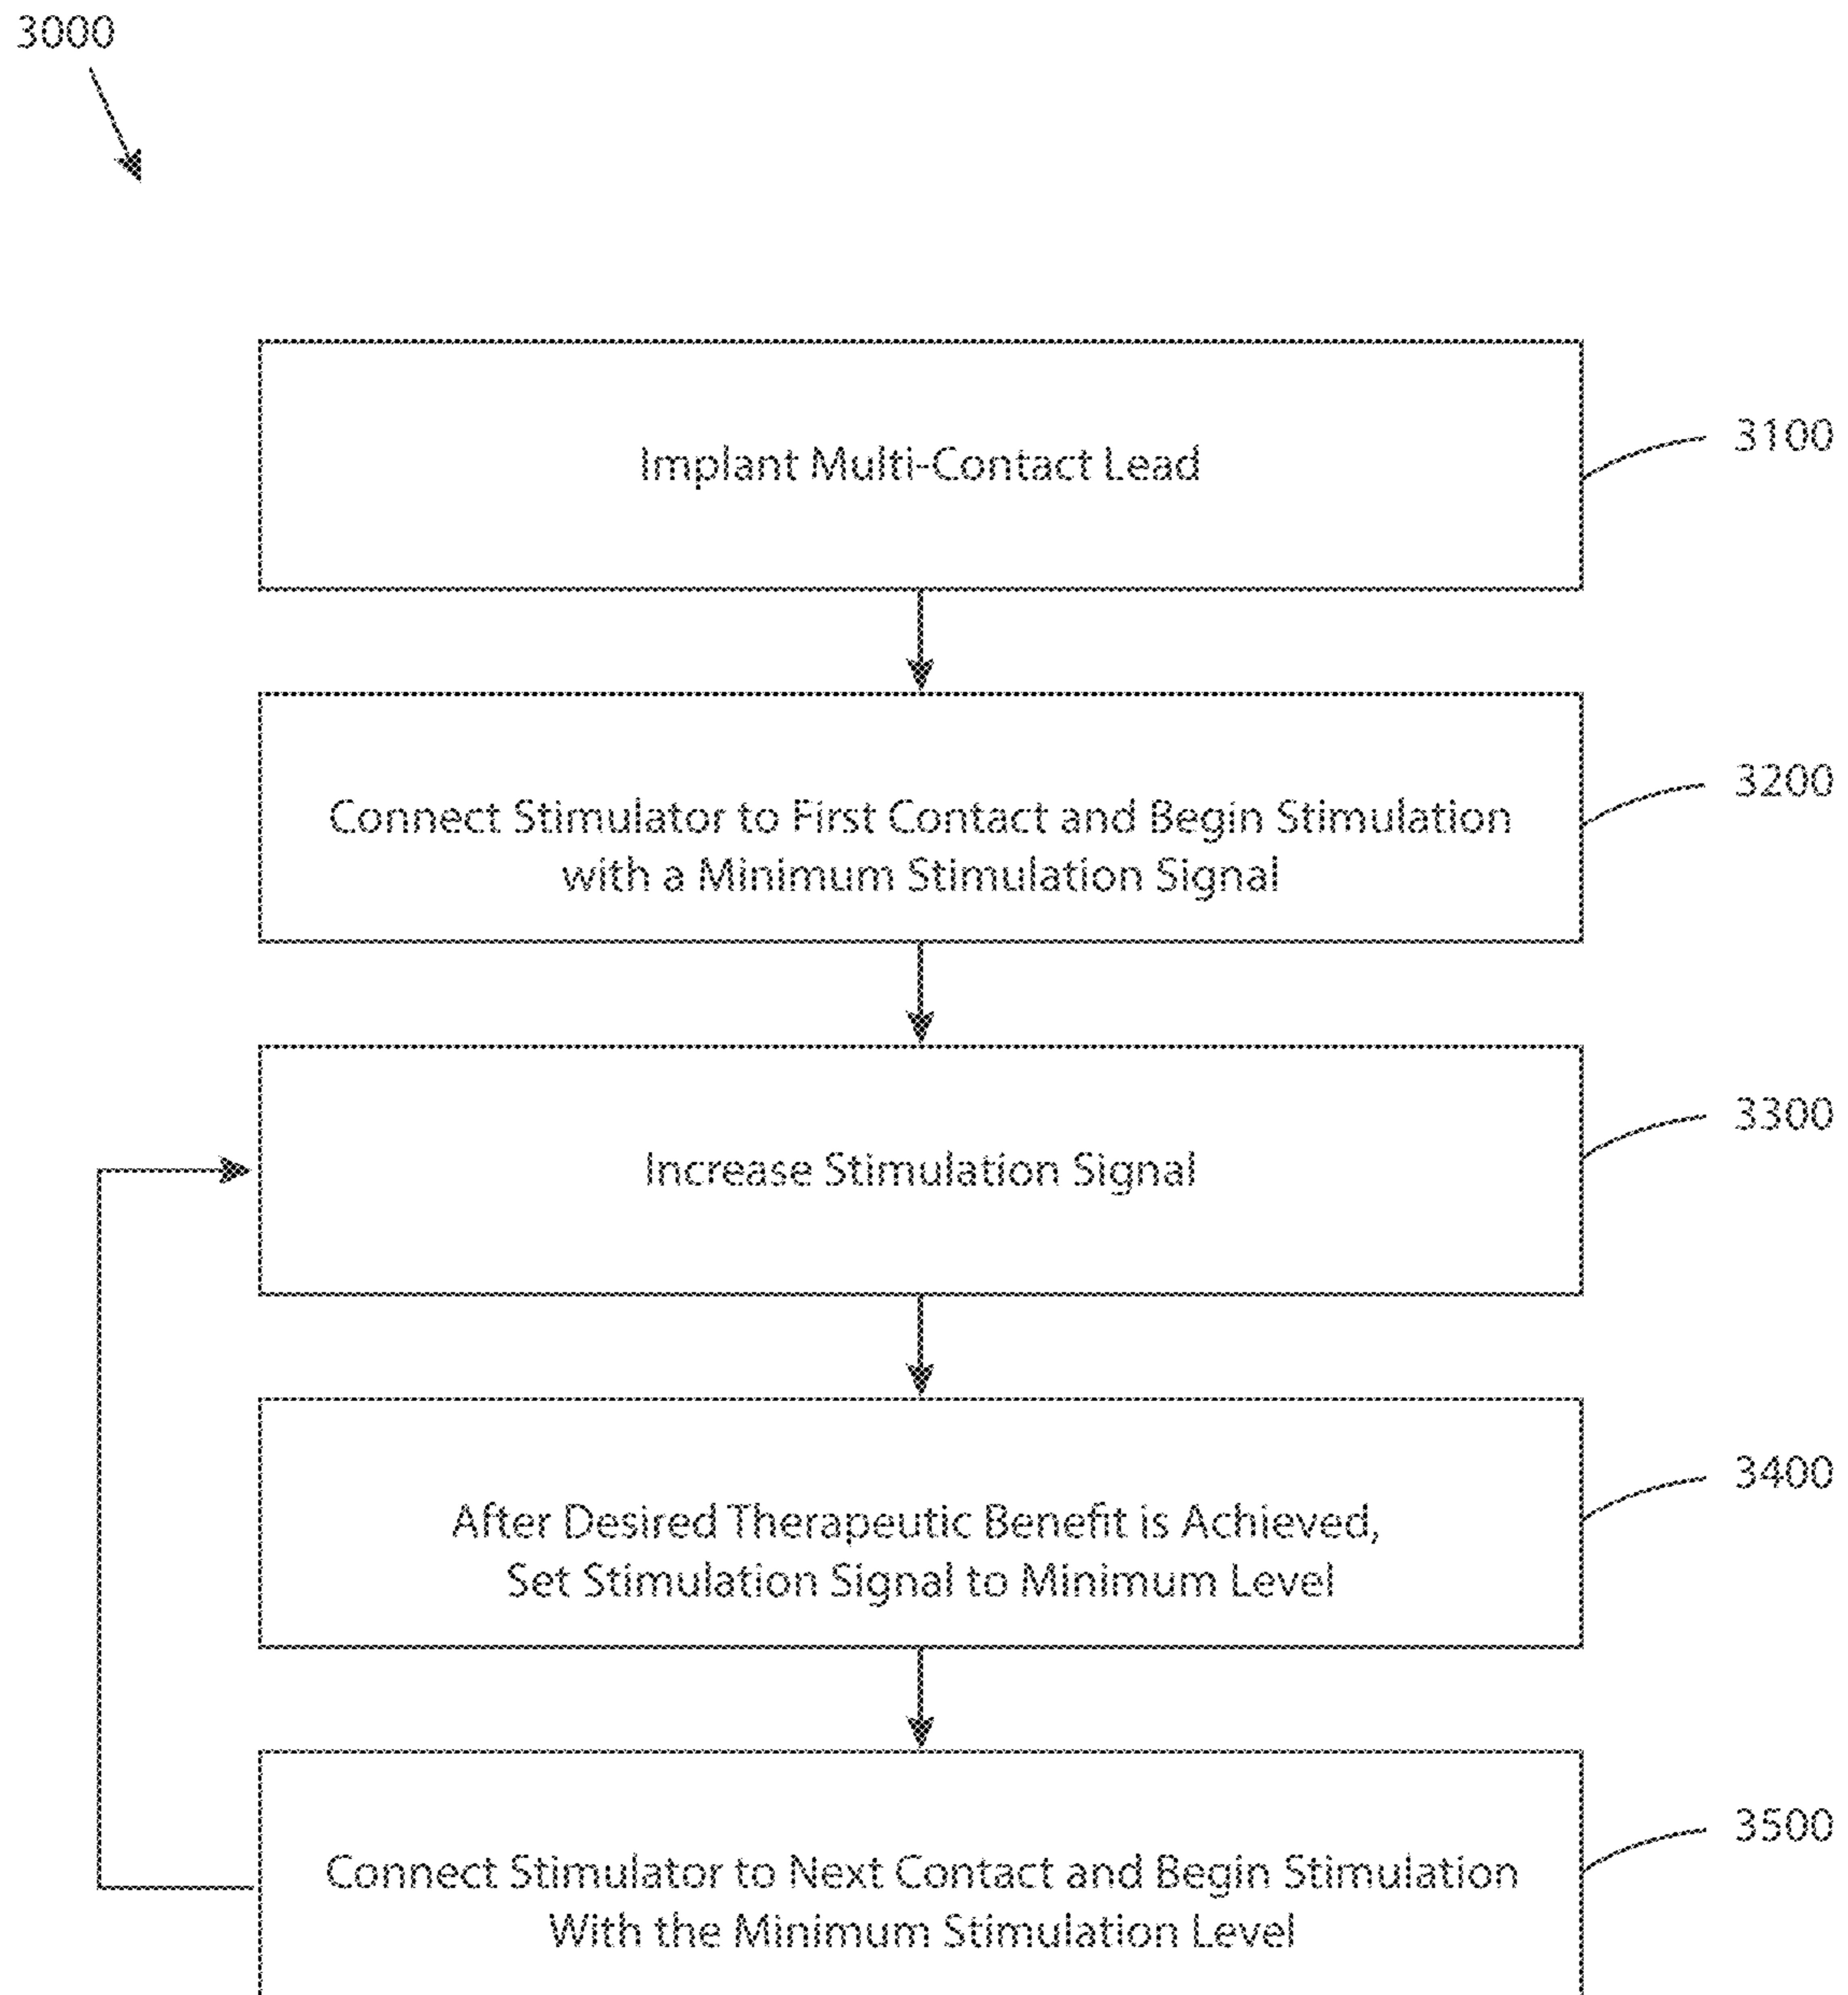 3000
Implant Multi-Contact Lead
3100
Connect Stimulator to First Contact and Begin Stimulation
with a Minimum Stimulation Signal
3200
Increase Stimulation Signal
3300
After Desired Therapeutic Benefit is Achieved,
Set Stimulation Signal to Minimum Level
3400
Connect Stimulator to Next Contact and Begin Stimulation
With the Minimum Stimulation Level
3500